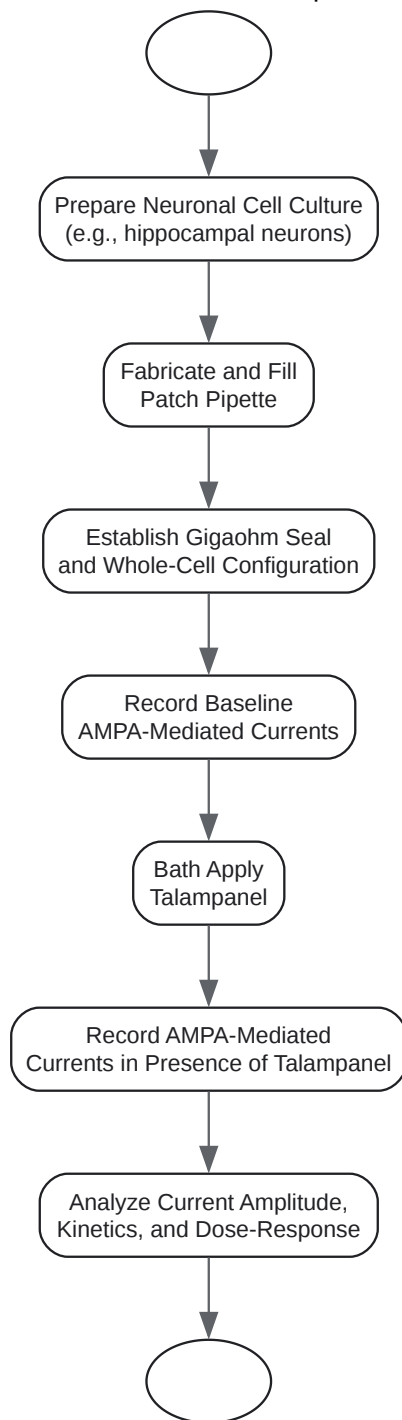 Prepare Neuronal Cell Culture
(e.g., hippocampal neurons)
Fabricate and Fill
Patch Pipette
Establish Gigaohm Seal
and Whole-Cell Configuration
Record Baseline
AMPA-Mediated Currents
Bath Apply
Talampanel
Record AMPA-Mediated
Currents in Presence of Talampanel
Analyze Current Amplitude,
Kinetics, and Dose-Response